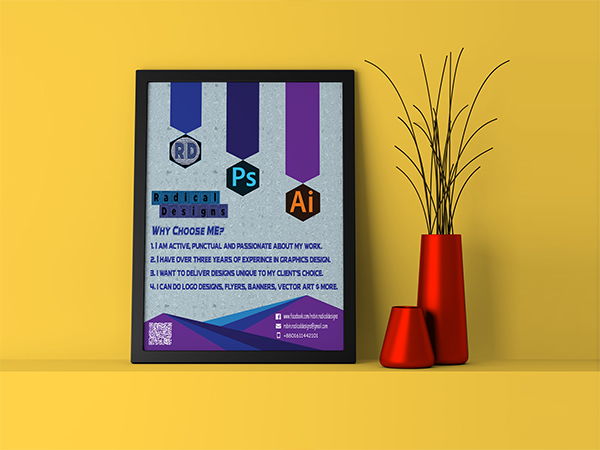 RD
Ps
Ai
Radical
Designs
WHY CHOOSE ME?
1. I AM ACTIVE, PUNCTUAL AND PASSIONATE ABOUT MY WORK.
2. I HAVE OVER THREE YEARS OF EXPERINCE IN GRAPHICS DESIGN.
3. I WANT TO DELIVER DESIGNS UNIQUE TO MY CLIENT'S CHOICE.
4. I CAN DO LOGO DESIGNS, FLYERS, BANNERS, VECTOR ART & MORE.
+8801611442101